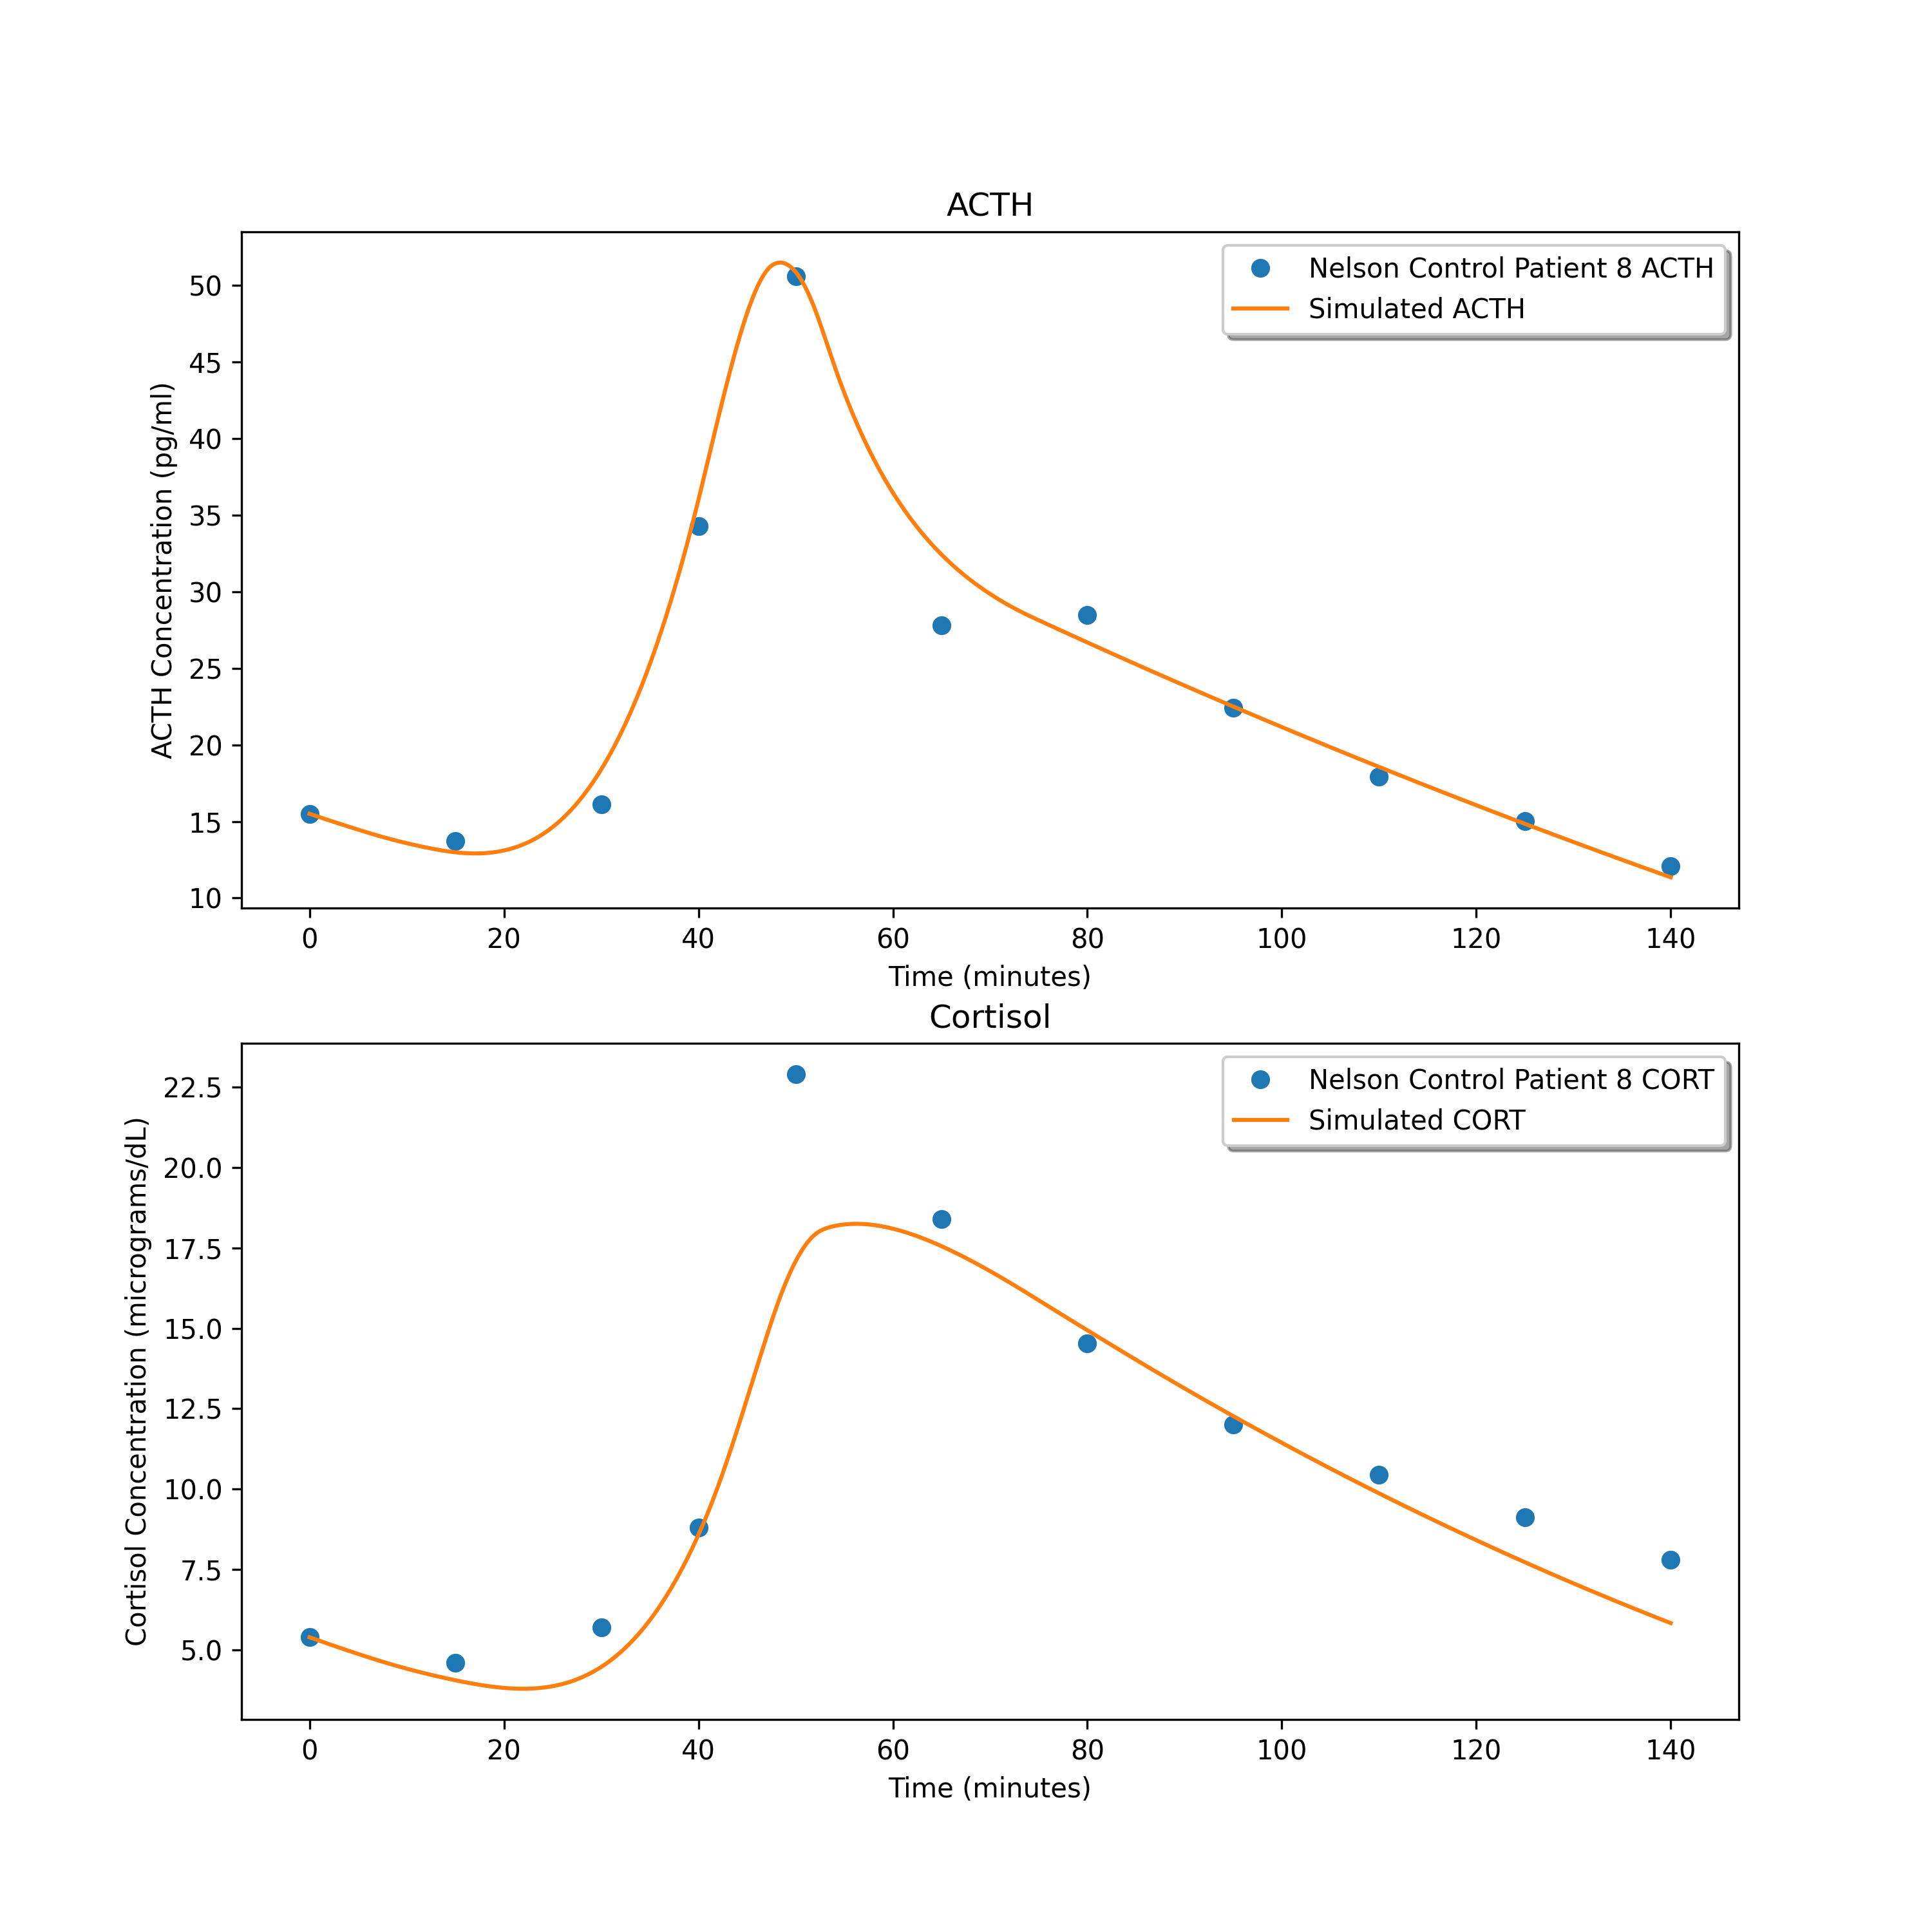 ACTH
Nelson Control Patient 8 ACTH
Simulated ACTH
ACTH Concentration (pg/ml)
50
45
40
35
30
25
20
15
10
0 20 40 60 80 100 120 140
Time (minutes)
Cortisol
Nelson Control Patient 8 CORT
Simulated CORT
Cortisol Concentration (micrograms/dL)
22.5
20.0
17.5
15.0
12.5
10.0
7.5
5.0
0 20 40 60 80 100 120 140
Time (minutes)